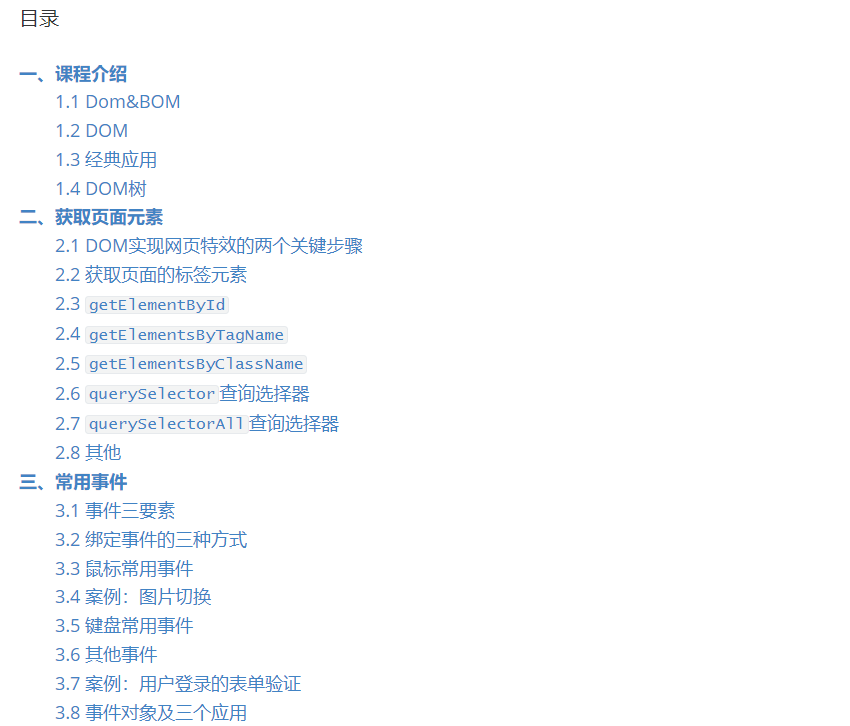 目录
一、课程介绍
1.1 Dom&BOM
1.2 DOM
1.3 经典应用
1.4 DOM树
二、获取页面元素
2.1 DOM实现网页特效的两个关键步骤
2.2 获取页面的标签元素
2.3 getElementById
2.4 getElementsByTagName
2.5 getElementsByClassName
2.6 querySelector查询选择器
2.7 querySelectorAll查询选择器
2.8 其他
三、常用事件
3.1 事件三要素
3.2 绑定事件的三种方式
3.3 鼠标常用事件
3.4 案例：图片切换
3.5 键盘常用事件
3.6 其他事件
3.7 案例：用户登录的表单验证
3.8 事件对象及三个应用